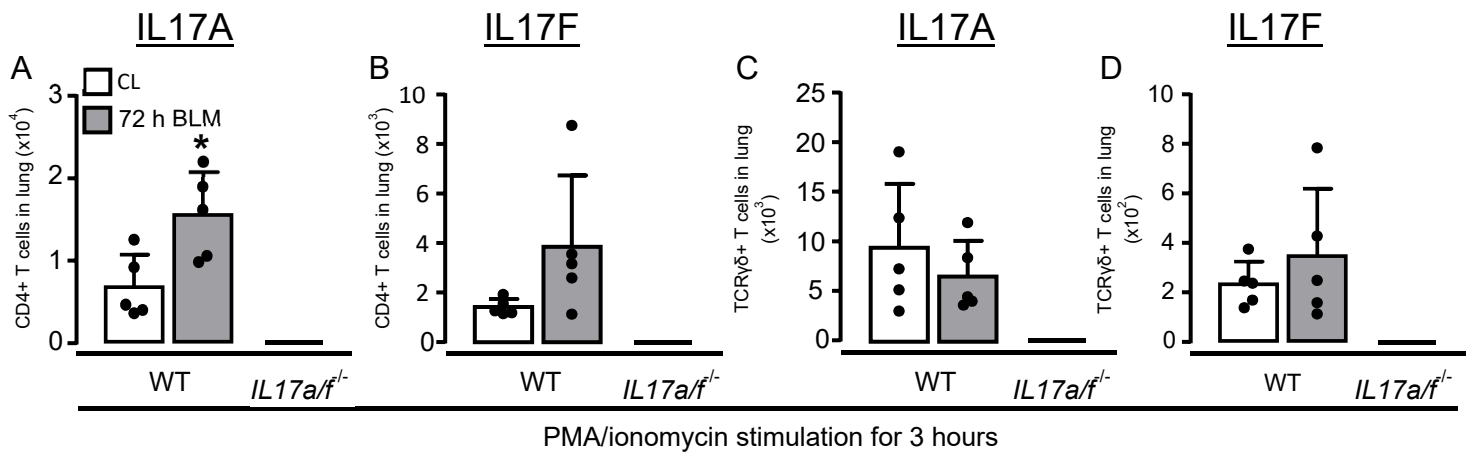 IL17A
IL17F
IL17A
IL17F
A
B
C
D
CL
72 h BLM
*
CD4+ T cells in lung (x10⁴)
3
2
1
0
WT
IL17a/f⁻/⁻
CD4+ T cells in lung (x10³)
10
8
6
4
2
0
WT
IL17a/f⁻/⁻
TCRγδ+ T cells in lung
(x10³)
25
20
15
10
5
0
WT
IL17a/f⁻/⁻
TCRγδ+ T cells in lung
(x10²)
10
8
6
4
2
0
WT
IL17a/f⁻/⁻
PMA/ionomycin stimulation for 3 hours